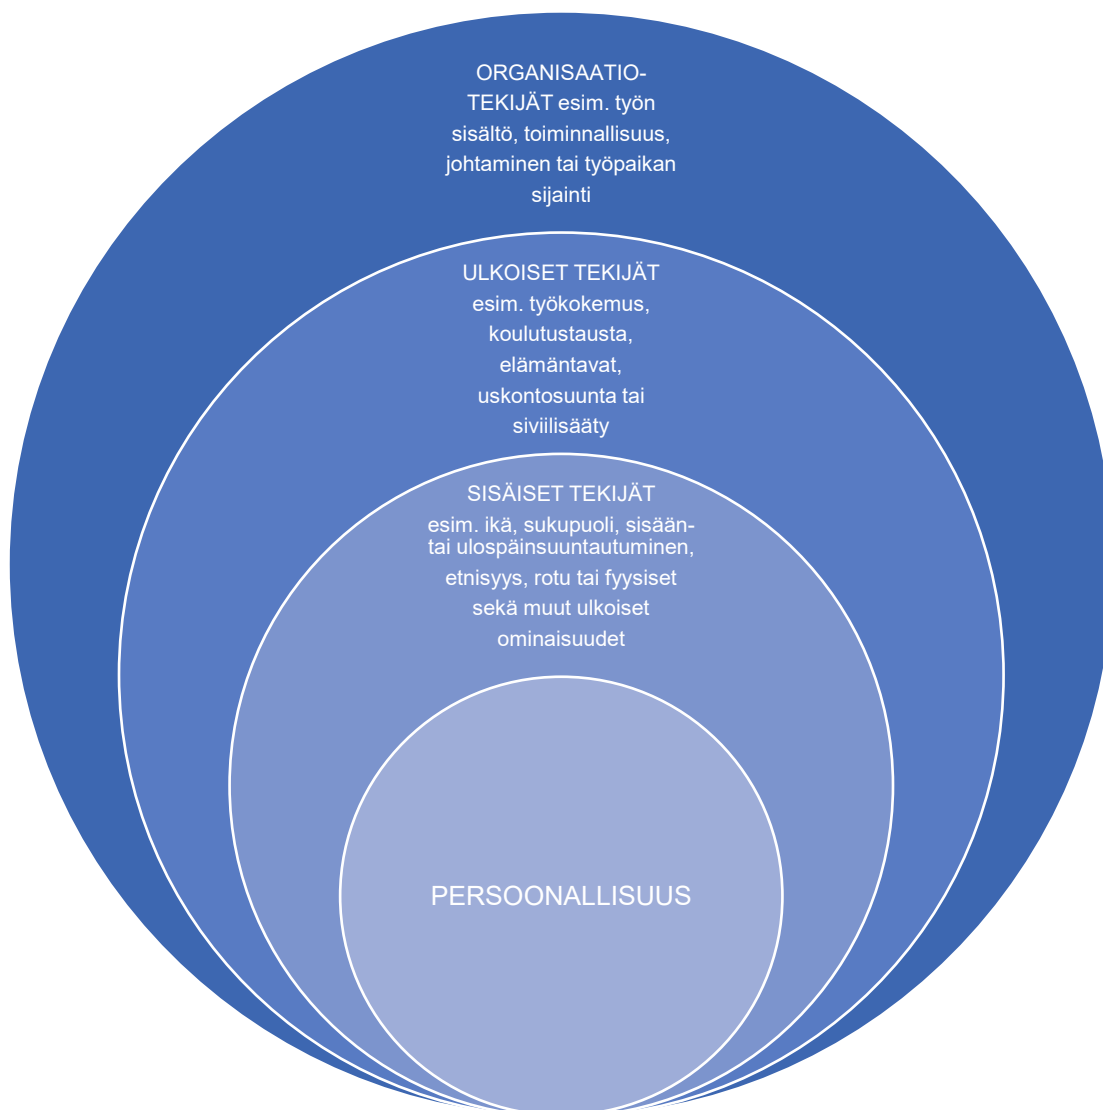 ORGANISAATIO-
TEKIJÄT esim. työn
sisältö, toiminnallisuus,
johtaminen tai työpaikan
sijainti
ULKOISET TEKIJÄT
esim. työkokemus,
koulutustausta,
elämäntavat,
uskontosuunta tai
siviilisääty
SISÄISET TEKIJÄT
esim. ikä, sukupuoli, sisään-
tai ulospäinsuuntautuminen,
etnisyys, rotu tai fyysiset
sekä muut ulkoiset
ominaisuudet
PERSOONALLISUUS